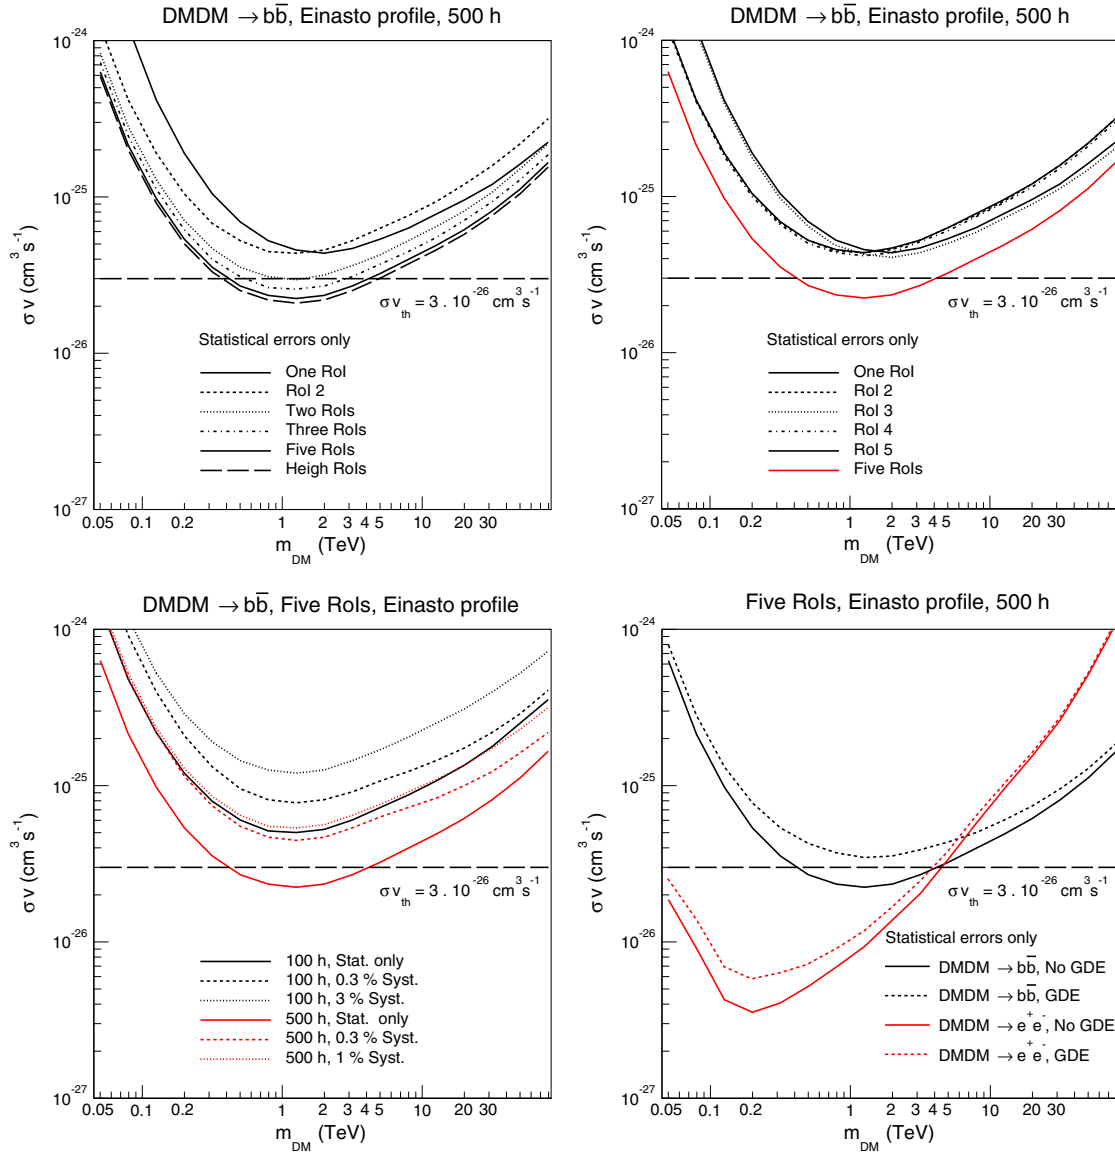 DMDM → bb̅, Einasto profile, 500 h
10⁻²⁴
10⁻²⁵
10⁻²⁶
10⁻²⁷
σ v (cm³ s⁻¹)
σ v_th = 3 . 10⁻²⁶ cm³s⁻¹
Statistical errors only
One RoI
RoI 2
Two RoIs
Three RoIs
Five RoIs
Heigh RoIs
0.05 0.1 0.2 1 2 3 4 5 10 20 30
m_DM (TeV)
DMDM → bb̅, Einasto profile, 500 h
10⁻²⁴
10⁻²⁵
10⁻²⁶
10⁻²⁷
σ v (cm³ s⁻¹)
σ v_th = 3 . 10⁻²⁶ cm³s⁻¹
Statistical errors only
One RoI
RoI 2
RoI 3
RoI 4
RoI 5
Five RoIs
0.05 0.1 0.2 1 2 3 4 5 10 20 30
m_DM (TeV)
DMDM → bb̅, Five RoIs, Einasto profile
10⁻²⁴
10⁻²⁵
10⁻²⁶
10⁻²⁷
σ v (cm³ s⁻¹)
σ v_th = 3 . 10⁻²⁶ cm³s⁻¹
100 h, Stat. only
100 h, 0.3 % Syst.
100 h, 3 % Syst.
500 h, Stat. only
500 h, 0.3 % Syst.
500 h, 1 % Syst.
0.05 0.1 0.2 1 2 3 4 5 10 20 30
m_DM (TeV)
Five RoIs, Einasto profile, 500 h
10⁻²⁴
10⁻²⁵
10⁻²⁶
10⁻²⁷
σ v (cm³ s⁻¹)
σ v_th = 3 . 10⁻²⁶ cm³s⁻¹
Statistical errors only
DMDM → bb̅, No GDE
DMDM → bb̅, GDE
DMDM → e⁺e⁻, No GDE
DMDM → e⁺e⁻, GDE
0.05 0.1 0.2 1 2 3 4 5 10 20 30
m_DM (TeV)